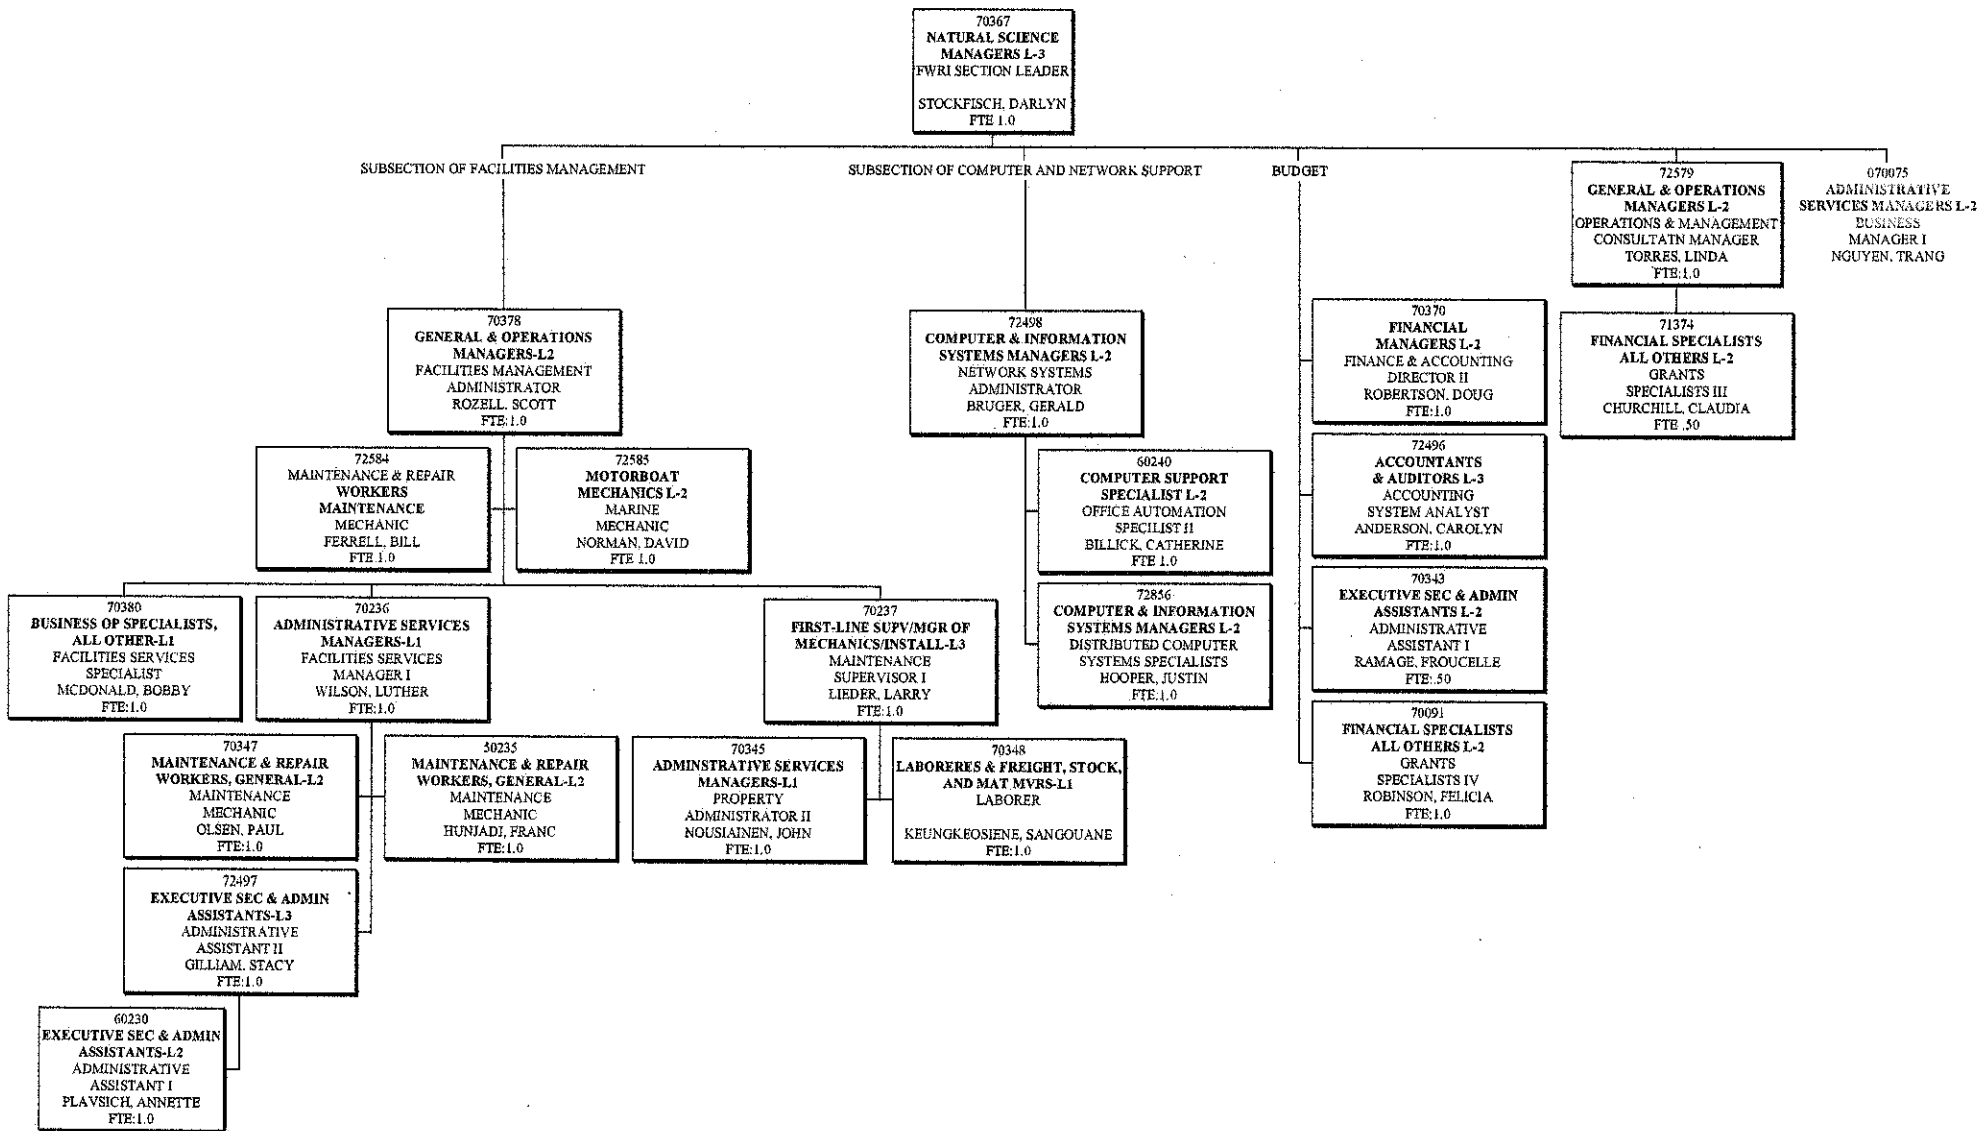 70367
NATURAL SCIENCE
MANAGERS L-3
FWRI SECTION LEADER
STOCKFISCH, DARLYN
FTE 1.0
SUBSECTION OF FACILITIES MANAGEMENT
SUBSECTION OF COMPUTER AND NETWORK SUPPORT
BUDGET
72579
GENERAL & OPERATIONS
MANAGERS L-2
OPERATIONS & MANAGEMENT
CONSULTATN MANAGER
TORRES, LINDA
FTE:1.0
070075
ADMINISTRATIVE
SERVICES MANAGERS L-2
BUSINESS
MANAGER I
NGUYEN, TRANG
70378
GENERAL & OPERATIONS
MANAGERS-L2
FACILITIES MANAGEMENT
ADMINISTRATOR
ROZELL, SCOTT
FTE:1.0
72498
COMPUTER & INFORMATION
SYSTEMS MANAGERS L-2
NETWORK SYSTEMS
ADMINISTRATOR
BRUGER, GERALD
FTE:1.0
70370
FINANCIAL
MANAGERS L-2
FINANCE & ACCOUNTING
DIRECTOR II
ROBERTSON, DOUG
FTE:1.0
71374
FINANCIAL SPECIALISTS
ALL OTHERS L-2
GRANTS
SPECIALISTS III
CHURCHILL, CLAUDIA
FTE .50
72584
MAINTENANCE & REPAIR
WORKERS
MAINTENANCE
MECHANIC
FERRELL, BILL
FTE 1.0
72585
MOTORBOAT
MECHANICS L-2
MARINE
MECHANIC
NORMAN, DAVID
FTE 1.0
60240
COMPUTER SUPPORT
SPECIALIST L-2
OFFICE AUTOMATION
SPECILIST II
BILLICK, CATHERINE
FTE 1.0
72496
ACCOUNTANTS
& AUDITORS L-3
ACCOUNTING
SYSTEM ANALYST
ANDERSON, CAROLYN
FTE:1.0
70380
BUSINESS OP SPECIALISTS,
ALL OTHER-L1
FACILITIES SERVICES
SPECIALIST
MCDONALD, BOBBY
FTE:1.0
70236
ADMINISTRATIVE SERVICES
MANAGERS-L1
FACILITIES SERVICES
MANAGER I
WILSON, LUTHER
FTE:1.0
70237
FIRST-LINE SUPV/MGR OF
MECHANICS/INSTALL-L3
MAINTENANCE
SUPERVISOR I
LIEDER, LARRY
FTE:1.0
72856
COMPUTER & INFORMATION
SYSTEMS MANAGERS L-2
DISTRIBUTED COMPUTER
SYSTEMS SPECIALISTS
HOOPER, JUSTIN
FTE:1.0
70343
EXECUTIVE SEC & ADMIN
ASSISTANTS L-2
ADMINISTRATIVE
ASSISTANT I
RAMAGE, FROUCELLE
FTE:.50
70347
MAINTENANCE & REPAIR
WORKERS, GENERAL-L2
MAINTENANCE
MECHANIC
OLSEN, PAUL
FTE:1.0
50235
MAINTENANCE & REPAIR
WORKERS, GENERAL-L2
MAINTENANCE
MECHANIC
HUNJADI, FRANC
FTE:1.0
70345
ADMINSTRATIVE SERVICES
MANAGERS-L1
PROPERTY
ADMINISTRATOR II
NOUSIAINEN, JOHN
FTE:1.0
70348
LABORERES & FREIGHT, STOCK,
AND MAT MVRS-L1
LABORER
KEUNGKEOSIENE, SANGOUANE
FTE:1.0
70091
FINANCIAL SPECIALISTS
ALL OTHERS L-2
GRANTS
SPECIALISTS IV
ROBINSON, FELICIA
FTE:1.0
72497
EXECUTIVE SEC & ADMIN
ASSISTANTS-L3
ADMINISTRATIVE
ASSISTANT II
GILLIAM, STACY
FTE:1.0
60230
EXECUTIVE SEC & ADMIN
ASSISTANTS-L2
ADMINISTRATIVE
ASSISTANT I
PLAVSICH, ANNETTE
FTE:1.0